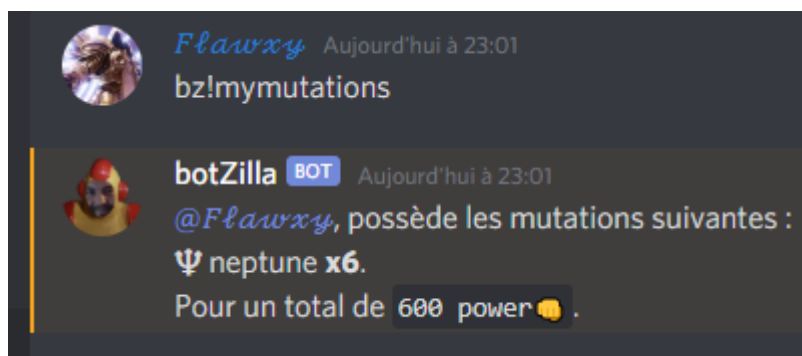 𝓕𝓵𝓪𝔀𝔁𝔂 Aujourd'hui à 23:01
bz!mymutations
botZilla BOT Aujourd'hui à 23:01
@𝓕𝓵𝓪𝔀𝔁𝔂, possède les mutations suivantes :
♆ neptune x6.
Pour un total de 600 power👊.